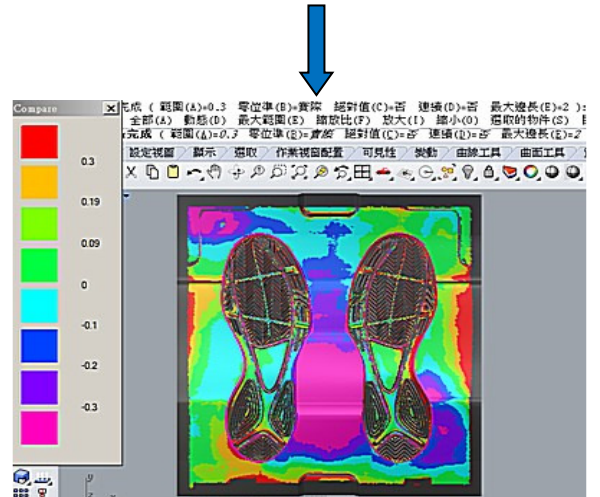 Compare
完成 ( 範圍(A)=0.3 零位準(B)=實際 絕對值(C)=否 連續(D)=否 最大邊長(E)=2 ):
全部(A) 動態(D) 最大範圍(E) 縮放比(F) 放大(I) 縮小(O) 選取的物件(S)
完成 ( 範圍(A)=0.3 零位準(B)=實際 絕對值(C)=否 連續(D)=否 最大邊長(E)=2
設定視圖 顯示 選取 作業視窗配置 可見性 變動 曲線工具 曲面工具
0.3
0.19
0.09
0
-0.1
-0.2
-0.3
y
z